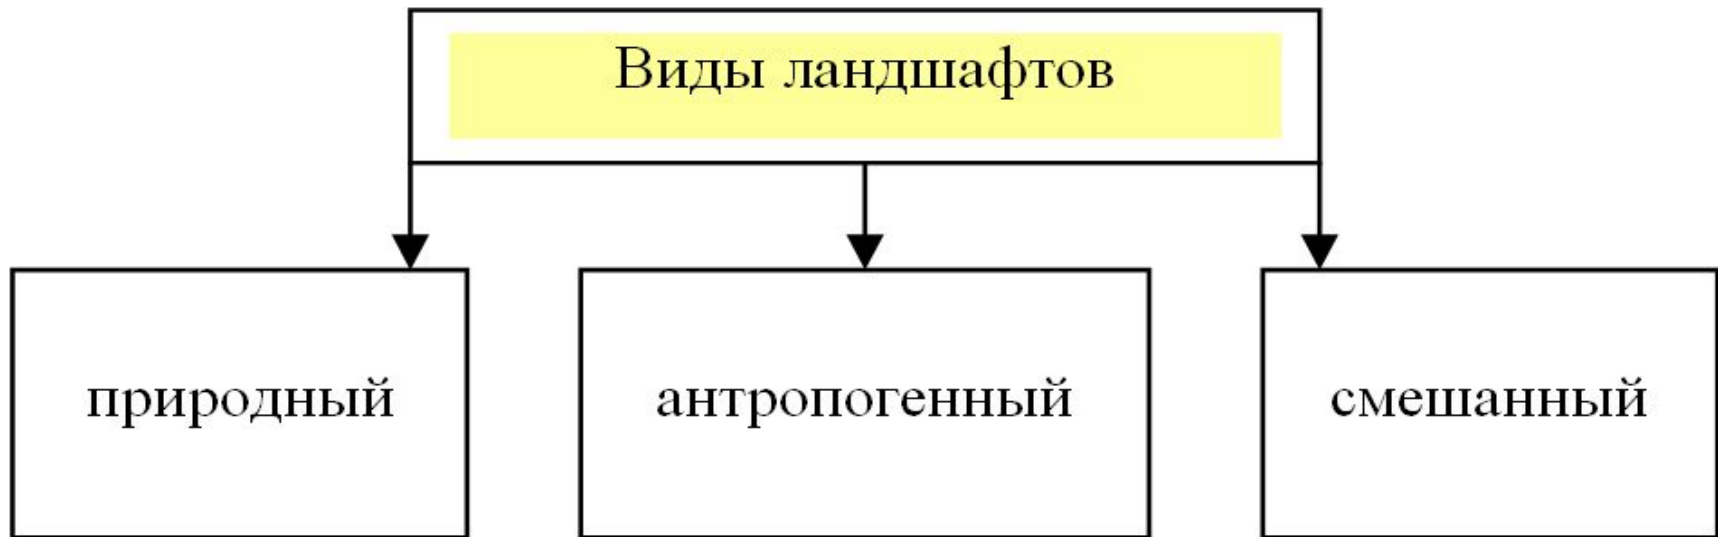 Виды ландшафтов
природный
антропогенный
смешанный